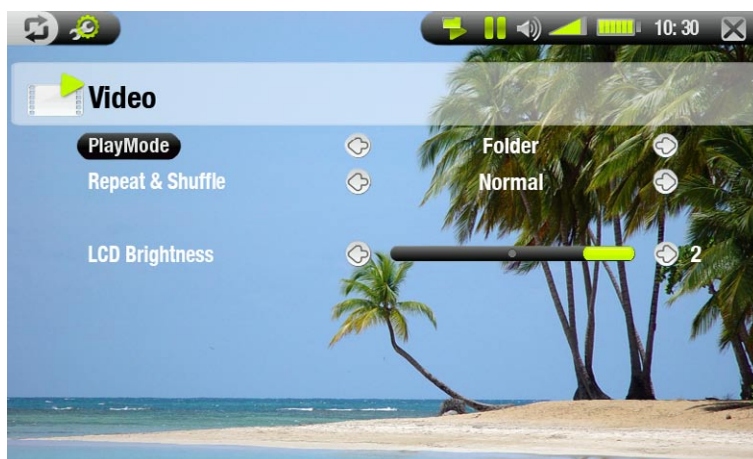 10: 30
Video
PlayMode Folder
Repeat & Shuffle Normal
LCD Brightness 2